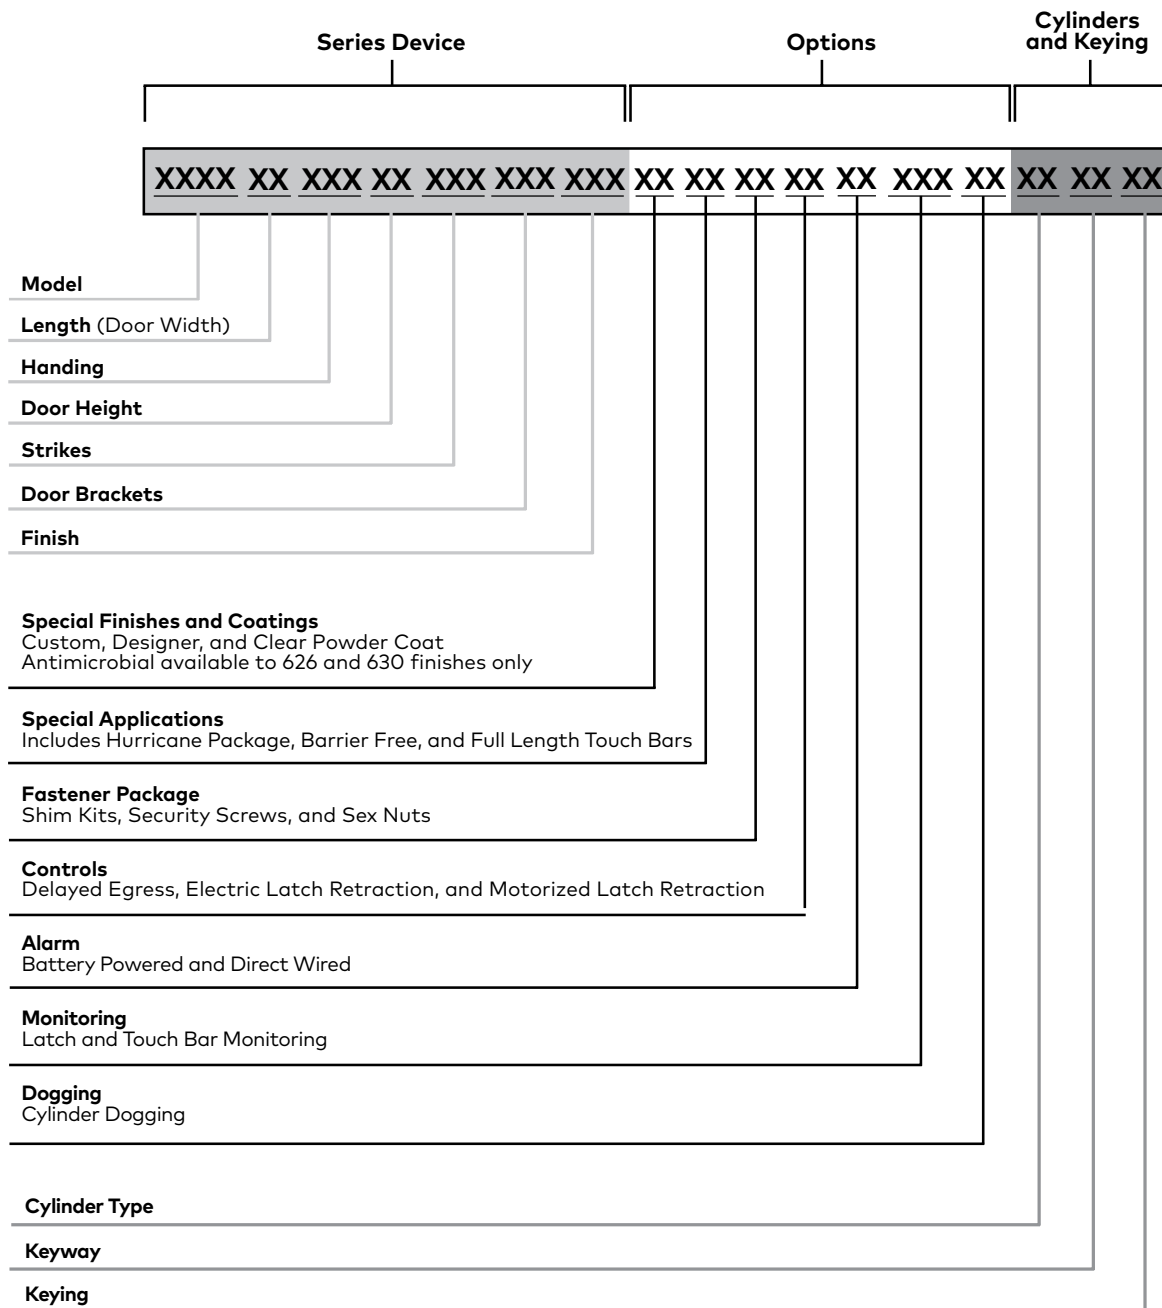 Series Device
Options
Cylinders
and Keying
XXXX XX XXX XX XXX XXX XXX XX XX XX XX XX XXX XX XX XX XX
Model
Length (Door Width)
Handing
Door Height
Strikes
Door Brackets
Finish
Special Finishes and Coatings
Custom, Designer, and Clear Powder Coat
Antimicrobial available to 626 and 630 finishes only
Special Applications
Includes Hurricane Package, Barrier Free, and Full Length Touch Bars
Fastener Package
Shim Kits, Security Screws, and Sex Nuts
Controls
Delayed Egress, Electric Latch Retraction, and Motorized Latch Retraction
Alarm
Battery Powered and Direct Wired
Monitoring
Latch and Touch Bar Monitoring
Dogging
Cylinder Dogging
Cylinder Type
Keyway
Keying